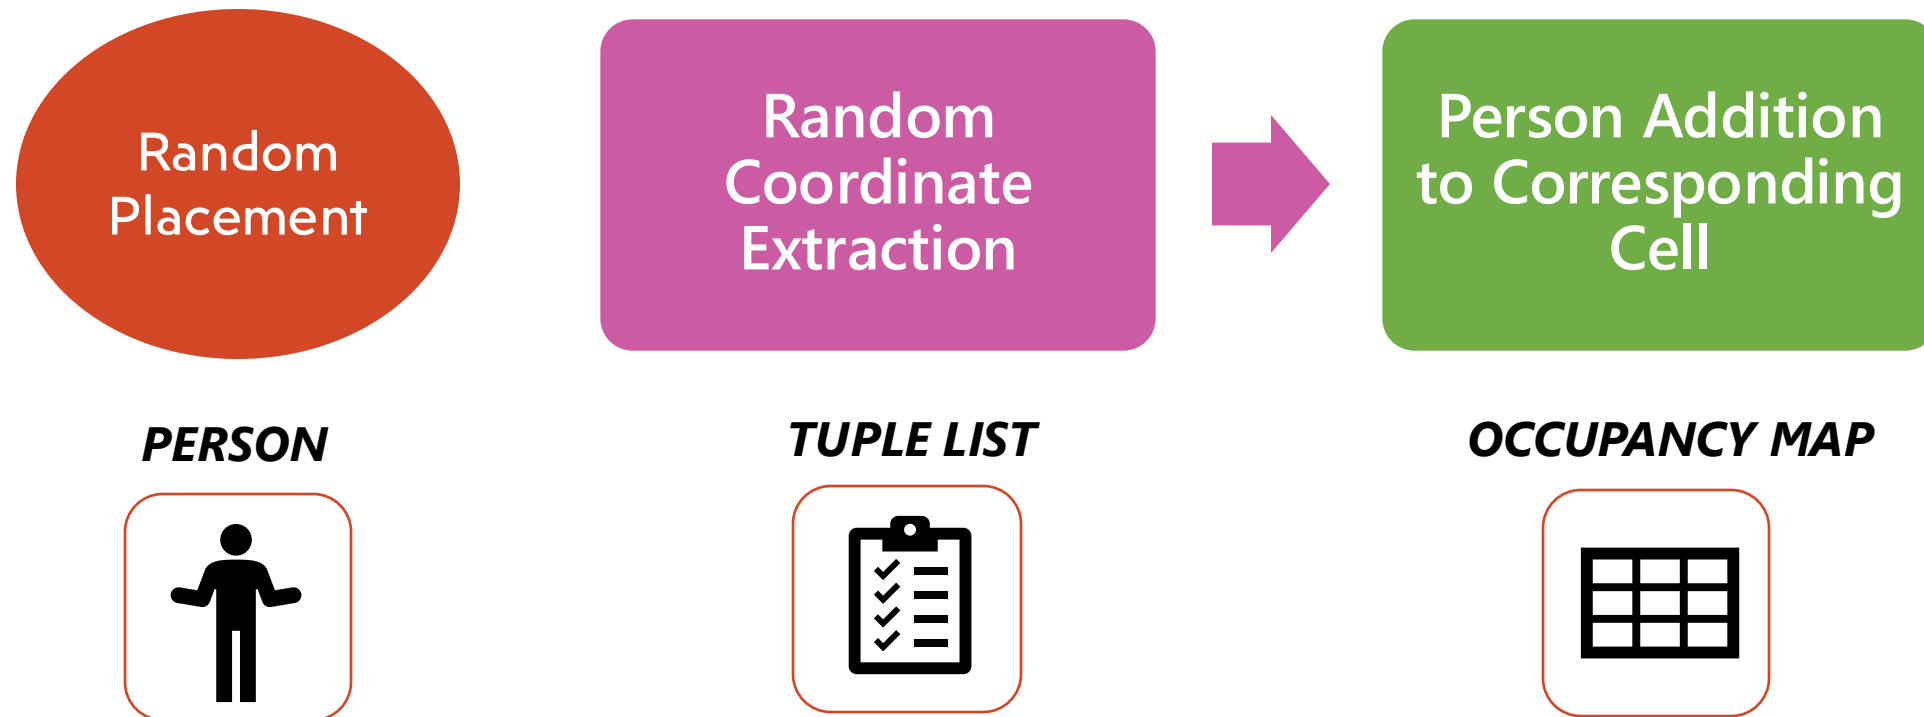 Random
Placement
Random
Coordinate
Extraction
Person Addition
to Corresponding
Cell
PERSON
TUPLE LIST
OCCUPANCY MAP